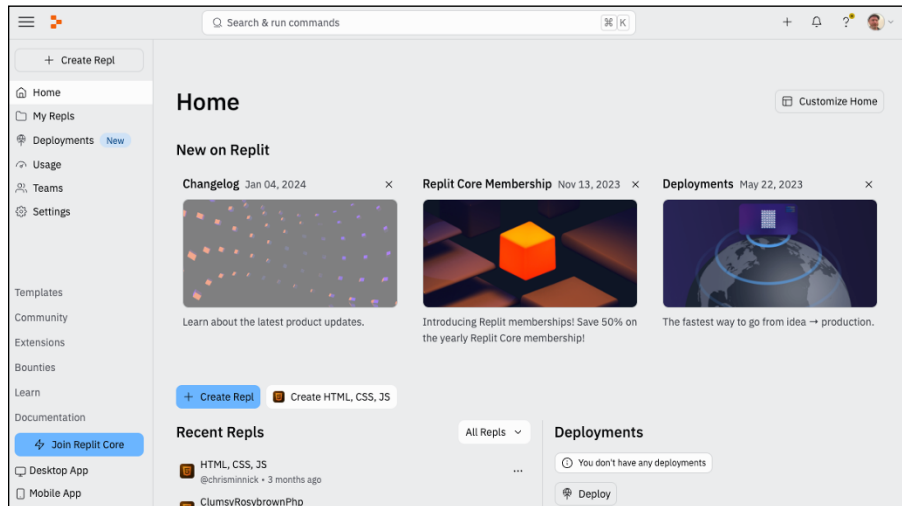 Search & run commands
⌘ K
+
?
+ Create Repl
Home
My Repls
Deployments New
Usage
Teams
Settings
Templates
Community
Extensions
Bounties
Learn
Documentation
Join Replit Core
Desktop App
Mobile App
Home
Customize Home
New on Replit
Changelog Jan 04, 2024 ×
Learn about the latest product updates.
Replit Core Membership Nov 13, 2023 ×
Introducing Replit memberships! Save 50% on
the yearly Replit Core membership!
Deployments May 22, 2023 ×
The fastest way to go from idea → production.
+ Create Repl
Create HTML, CSS, JS
Recent Repls
All Repls
HTML, CSS, JS
@chrisminnick • 3 months ago
...
ClumsyRosybrownPhp
Deployments
You don't have any deployments
Deploy